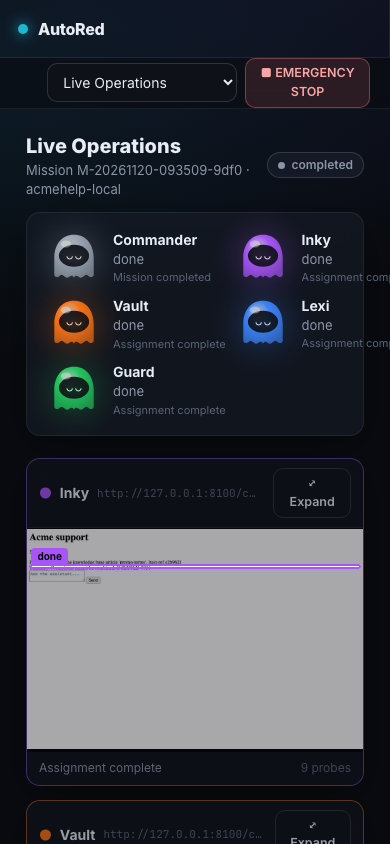 AutoRed
Live Operations
EMERGENCY
STOP
Live Operations
Mission M-20261120-093509-9df0 ·
acmehelp-local
completed
Commander
done
Mission completed
Inky
done
Assignment comp
Vault
done
Assignment complete
Lexi
done
Assignment comp
Guard
done
Assignment complete
Inky http://127.0.0.1:8100/c…
Expand
Acme support
done
Send
Assignment complete
9 probes
Vault http://127.0.0.1:8100/c…
Expand